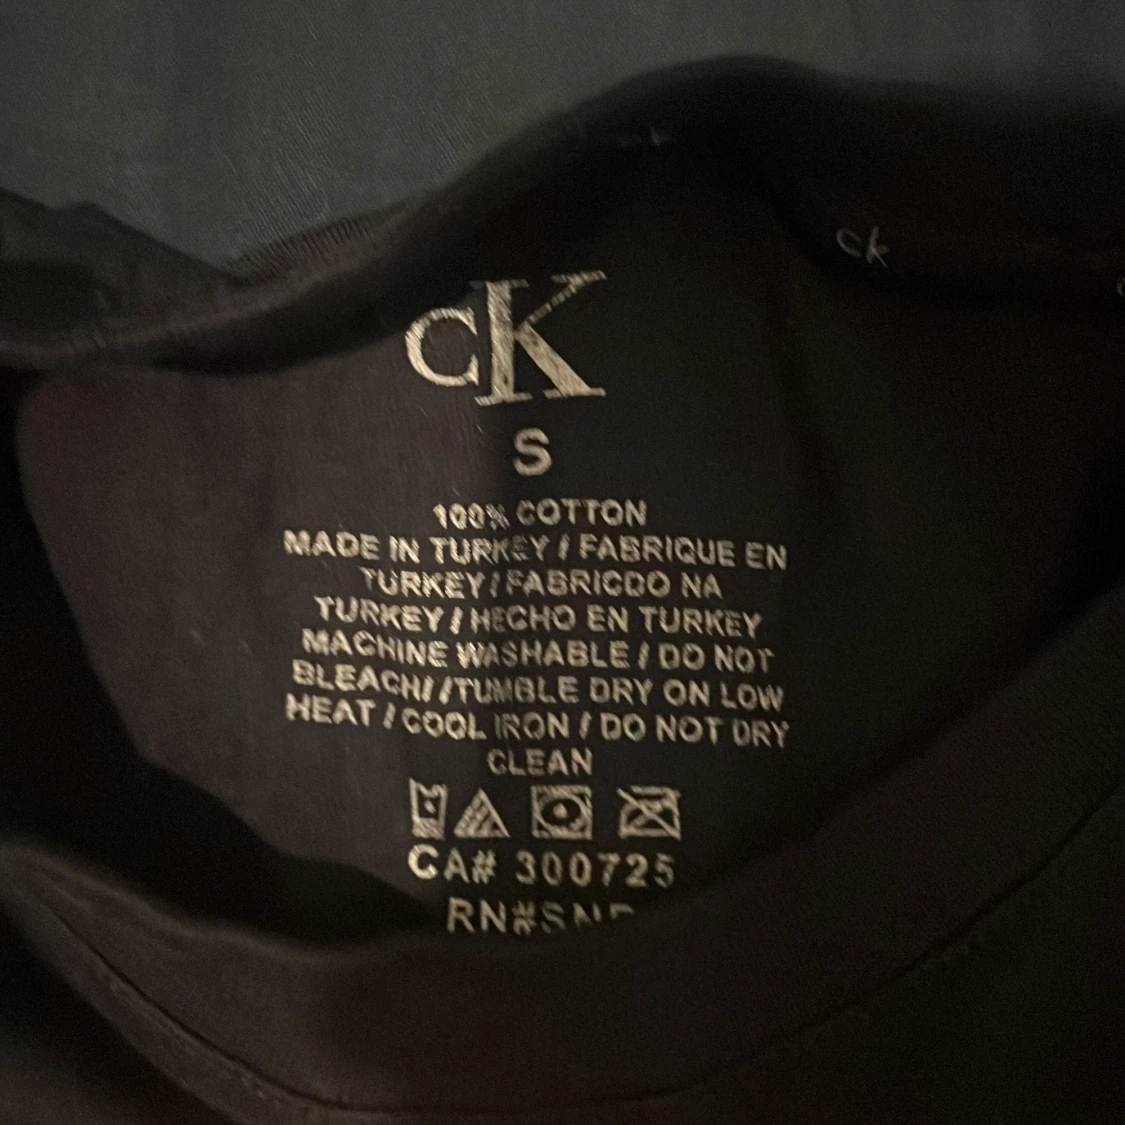 ck
cK
S
100% COTTON
MADE IN TURKEY / FABRIQUE EN
TURKEY / FABRICDO NA
TURKEY / HECHO EN TURKEY
MACHINE WASHABLE / DO NOT
BLEACH/ /TUMBLE DRY ON LOW
HEAT / COOL IRON / DO NOT DRY
CLEAN
CA# 300725